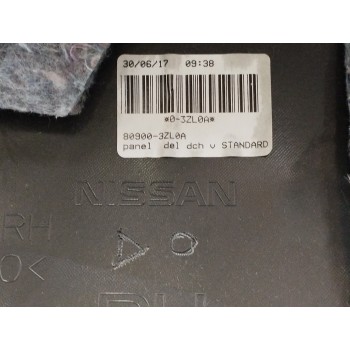 30/06/17 09:38
*0-3ZL0A*
80900-3ZL0A
panel del dch v STANDARD
NISSAN
RH
O<